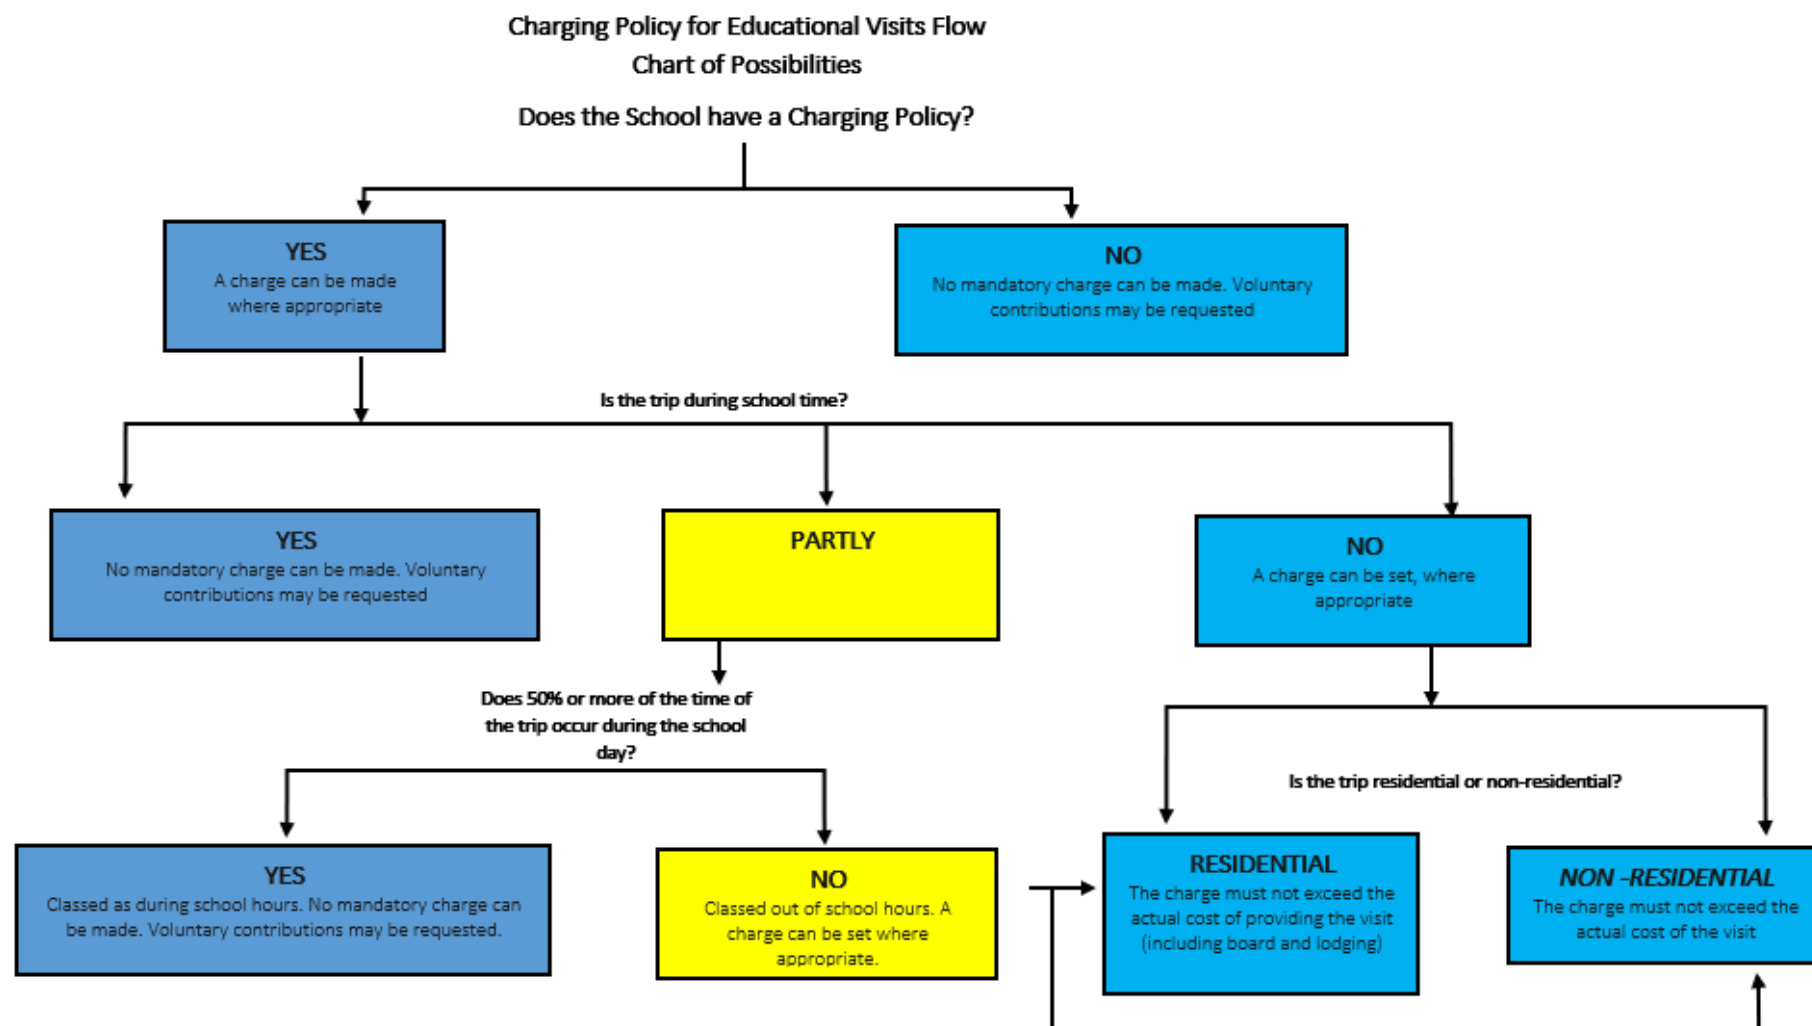 Charging Policy for Educational Visits Flow
Chart of Possibilities
Does the School have a Charging Policy?
YES
A charge can be made
where appropriate
NO
No mandatory charge can be made. Voluntary
contributions may be requested
Is the trip during school time?
YES
No mandatory charge can be made. Voluntary
contributions may be requested
PARTLY
NO
A charge can be set, where
appropriate
Does 50% or more of the time of
the trip occur during the school
day?
Is the trip residential or non-residential?
YES
Classed as during school hours. No mandatory charge can
be made. Voluntary contributions may be requested.
NO
Classed out of school hours. A
charge can be set where
appropriate.
RESIDENTIAL
The charge must not exceed the
actual cost of providing the visit
(including board and lodging)
NON -RESIDENTIAL
The charge must not exceed the
actual cost of the visit